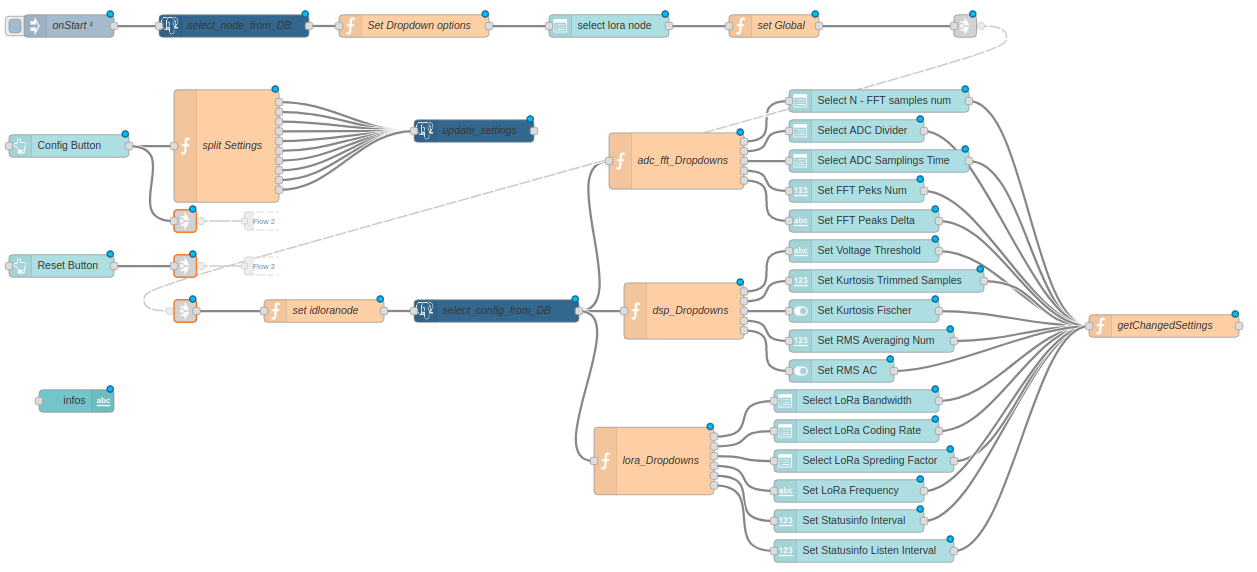 onStart ¹
select_node_from_DB
Set Dropdown options
select lora node
set Global
Config Button
split Settings
update_settings
Flow 2
Reset Button
Flow 2
set idloranode
select_config_from_DB
infos
abc
adc_fft_Dropdowns
dsp_Dropdowns
lora_Dropdowns
Select N - FFT samples num
Select ADC Divider
Select ADC Samplings Time
123
Set FFT Peks Num
abc
Set FFT Peaks Delta
abc
Set Voltage Threshold
123
Set Kurtosis Trimmed Samples
Set Kurtosis Fischer
123
Set RMS Averaging Num
Set RMS AC
Select LoRa Bandwidth
Select LoRa Coding Rate
Select LoRa Spreding Factor
abc
Set LoRa Frequency
123
Set Statusinfo Interval
123
Set Statusinfo Listen Interval
getChangedSettings